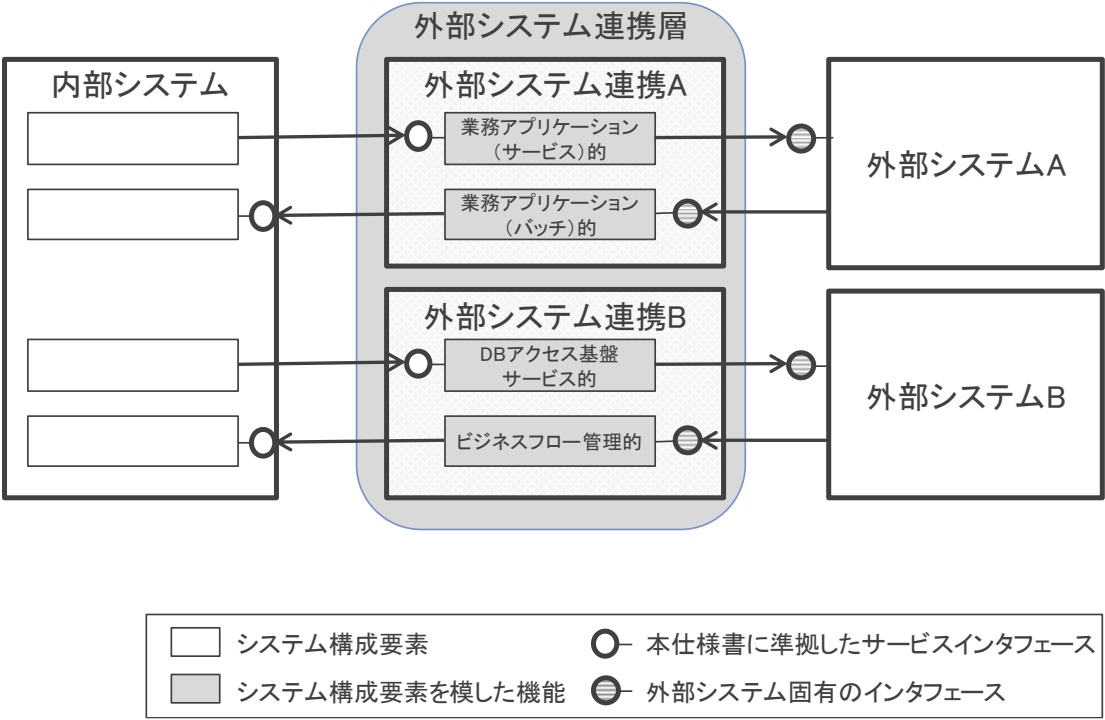 外部システム連携層
内部システム
外部システム連携A
業務アプリケーション
（サービス）的
業務アプリケーション
（バッチ）的
外部システムA
外部システム連携B
DBアクセス基盤
サービス的
ビジネスフロー管理的
外部システムB
システム構成要素
本仕様書に準拠したサービスインタフェース
システム構成要素を模した機能
外部システム固有のインタフェース